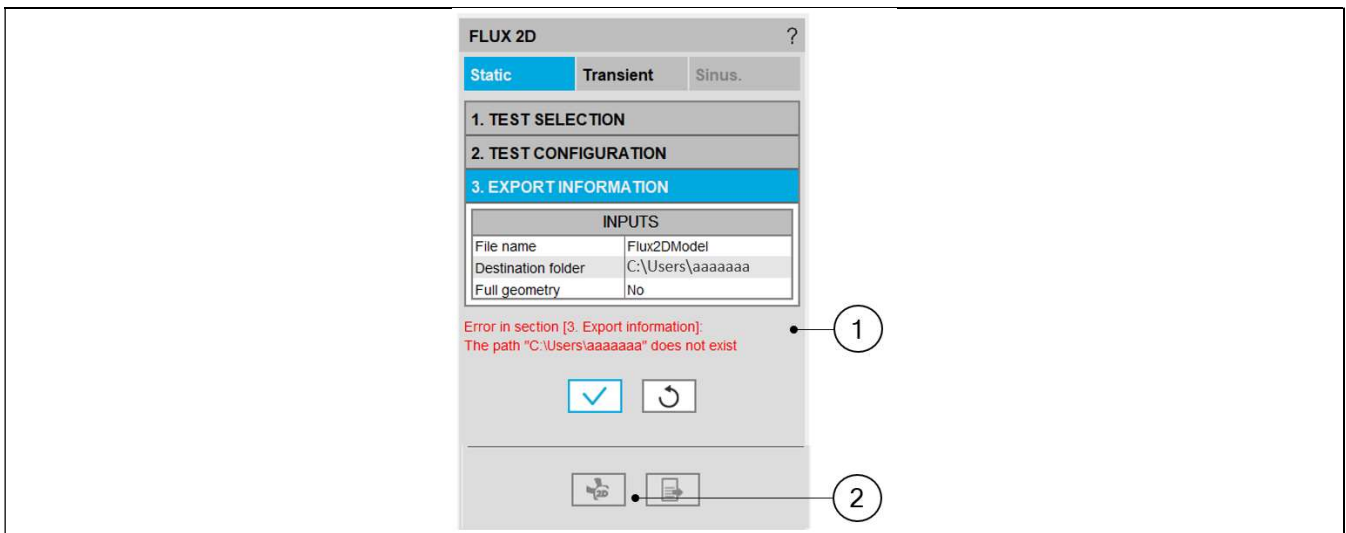 FLUX 2D ?
Static Transient Sinus.
1. TEST SELECTION
2. TEST CONFIGURATION
3. EXPORT INFORMATION
INPUTS
File name Flux2DModel
Destination folder C:\Users\aaaaaaa
Full geometry No
Error in section [3. Export information]:
The path "C:\Users\aaaaaaa" does not exist
1
2D
2